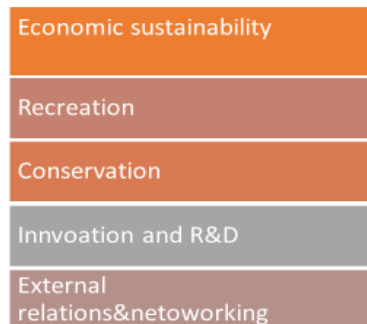 Economic sustainability
Recreation
Conservation
Innvoation and R&D
External
relations&netoworking